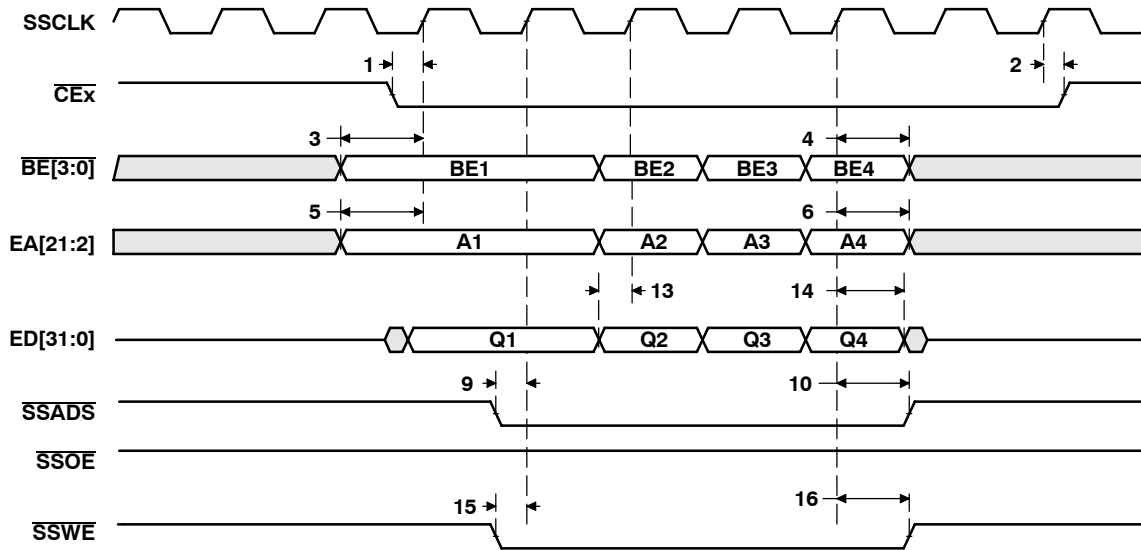 SSCLK
1 2
CEx
3 4
BE[3:0] BE1 BE2 BE3 BE4
5 6
EA[21:2] A1 A2 A3 A4
13 14
ED[31:0] Q1 Q2 Q3 Q4
9 10
SSADS
SSOE
15 16
SSWE